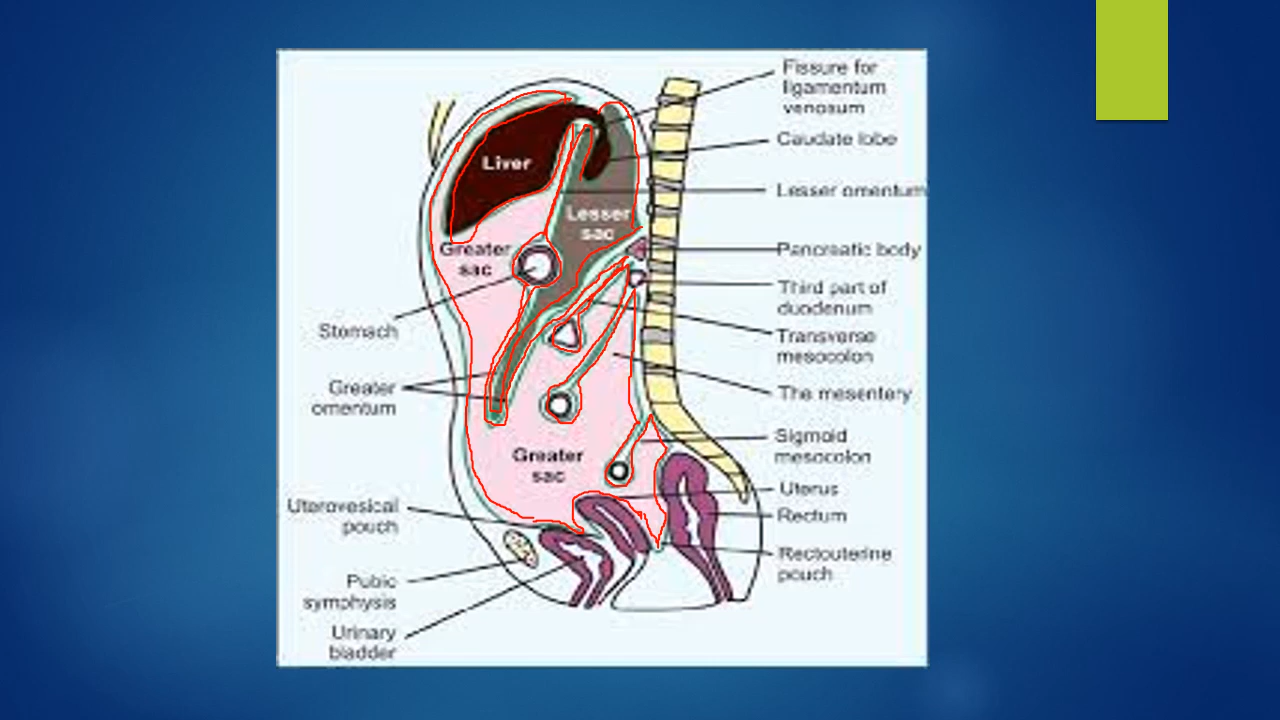 Fissure for
ligamentum
venosum
Caudate lobe
Lesser omentum
Pancreatic body
Third part of
duodenum
Transverse
mesocolon
The mesentery
Sigmoid
mesocolon
Uterus
Rectum
Rectouterine
pouch
Liver
Lesser
sac
Greater
sac
Stomach
Greater
omentum
Greater
sac
Uterovesical
pouch
Pubic
symphysis
Urinary
bladder